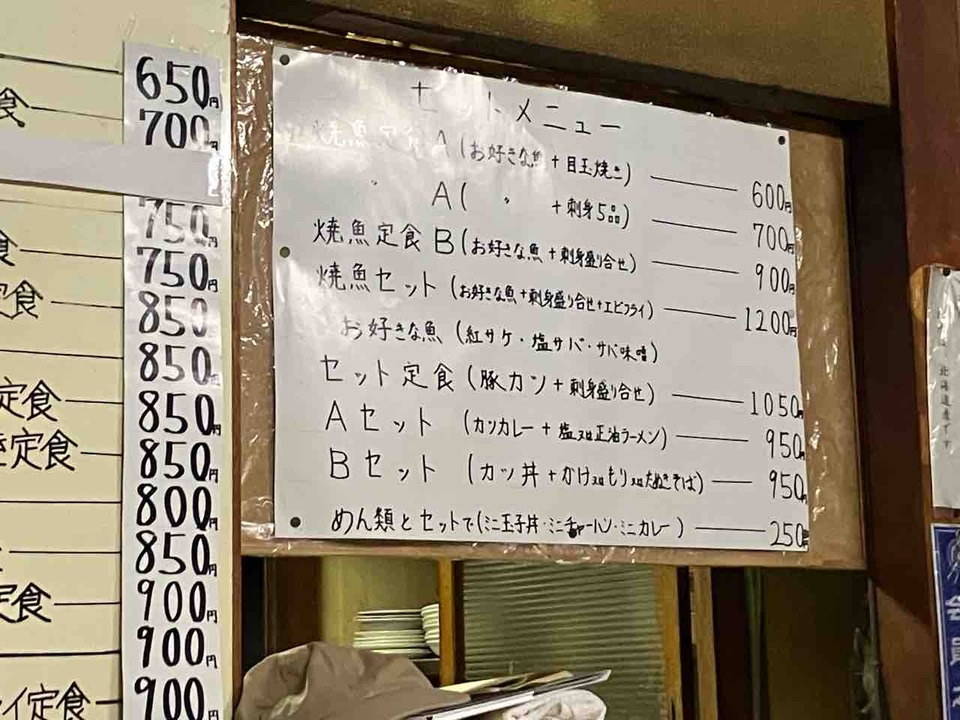 食 650円
700
750円
食 750円
定食 850
850円
定食 850円
定食 850円
800円
850円
定食 900円
900円
イ定食 900円
セットメニュー
焼魚定食A(お好きな魚+目玉焼き) 600円
A( 〃 +刺身5品) 700円
焼魚定食B(お好きな魚+刺身盛り合せ) 900円
焼魚セット(お好きな魚+刺身盛り合せ+エビフライ) 1200円
お好きな魚(紅サケ・塩サバ・サバ味噌)
セット定食(豚カツ+刺身盛り合せ) 1050円
Aセット(カツカレー+塩又は正油ラーメン) 950円
Bセット(カツ丼+かけ又はもり又はたぬきそば) 950円
めん類とセットで(ミニ玉子丼・ミニチャーハン・ミニカレー) 250円
北海道産です
会員